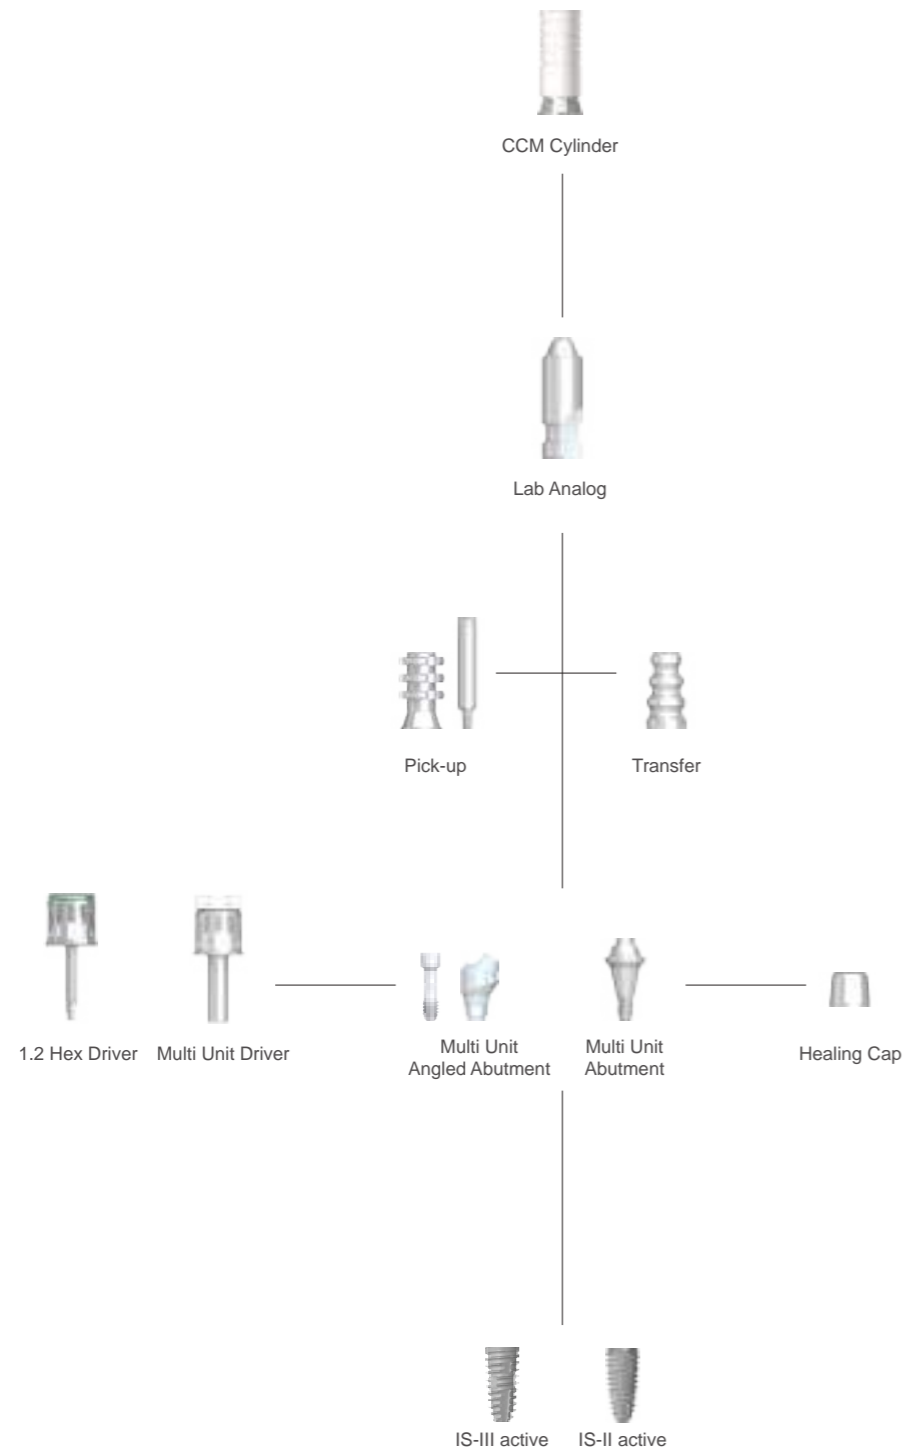 CCM Cylinder
Lab Analog
Pick-up
Transfer
1.2 Hex Driver
Multi Unit Driver
Multi Unit
Angled Abutment
Multi Unit
Abutment
Healing Cap
IS-III active
IS-II active